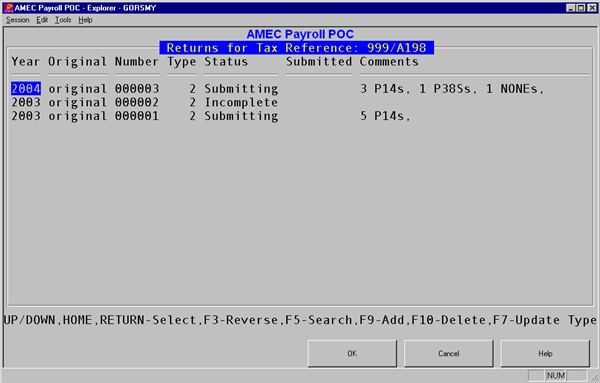 AMEC Payroll POC - Explorer - GORSMY
Session Edit Tools Help
AMEC Payroll POC
Returns for Tax Reference: 999/A198
Year Original Number Type Status Submitted Comments
2004 original 000003 2 Submitting 3 P14s, 1 P38Ss, 1 NONEs,
2003 original 000002 2 Incomplete
2003 original 000001 2 Submitting 5 P14s,
UP/DOWN,HOME,RETURN-Select,F3-Reverse,F5-Search,F9-Add,F10-Delete,F7-Update Type
OK Cancel Help
NUM